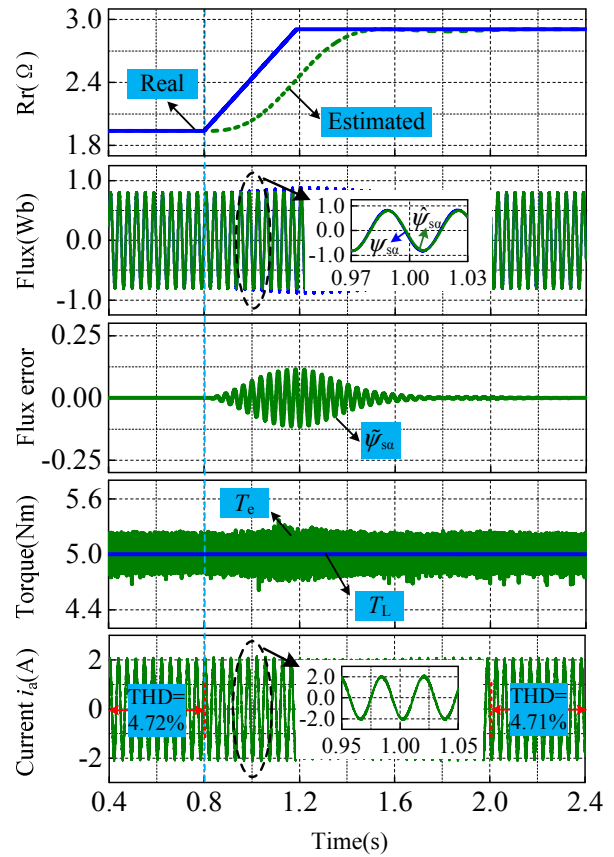 3.0
2.4
1.8
Rr(Ω)
Real
Estimated
1.0
0.0
-1.0
Flux(Wb)
1.0
0.0
-1.0
ψsα
ψ̂sα
0.97
1.00
1.03
0.25
0.00
-0.25
Flux error
ψ̃sα
5.6
5.0
4.4
Torque(Nm)
Te
TL
2
0
-2
Current ia(A)
THD=
4.72%
2.0
0.0
-2.0
0.95
1.00
1.05
THD=
4.71%
0.4
0.8
1.2
1.6
2.0
2.4
Time(s)